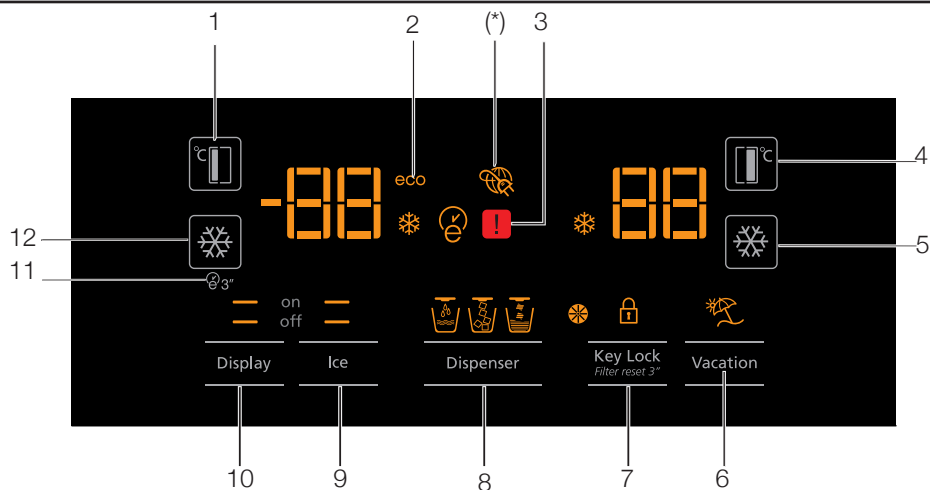 1 2 (*) 3
°C -88 eco 88 °C 4
12 e ! 5
11 e 3"
on
off
Display Ice Dispenser Key Lock Vacation
Filter reset 3"
10 9 8 7 6